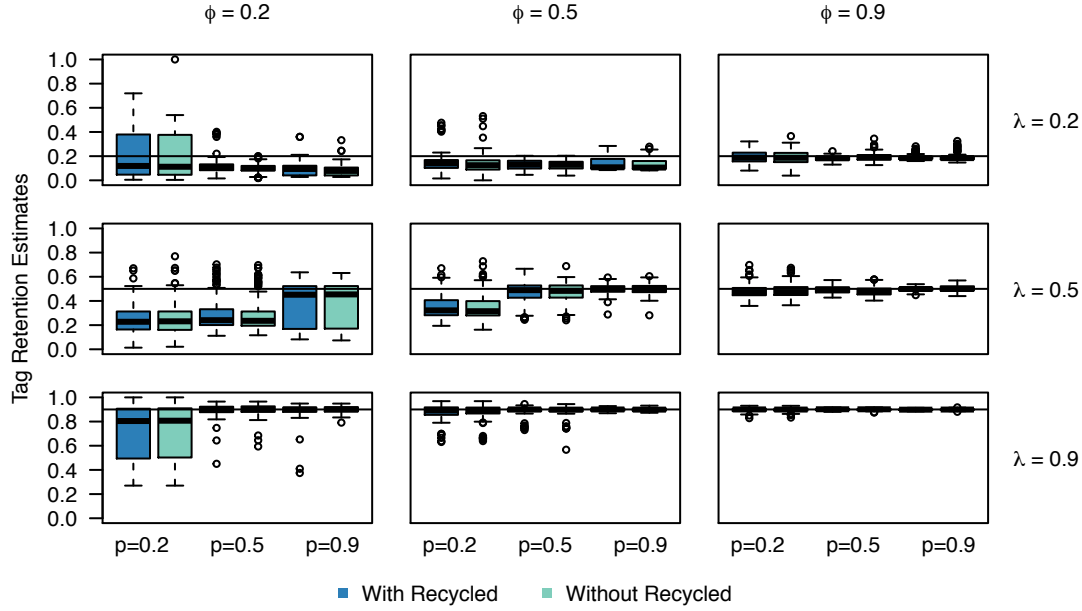 ϕ = 0.2 ϕ = 0.5 ϕ = 0.9
Tag Retention Estimates
1.0
0.8
0.6
0.4
0.2
0.0
λ = 0.2
1.0
0.8
0.6
0.4
0.2
0.0
λ = 0.5
1.0
0.8
0.6
0.4
0.2
0.0
λ = 0.9
p=0.2 p=0.5 p=0.9 p=0.2 p=0.5 p=0.9 p=0.2 p=0.5 p=0.9
With Recycled Without Recycled